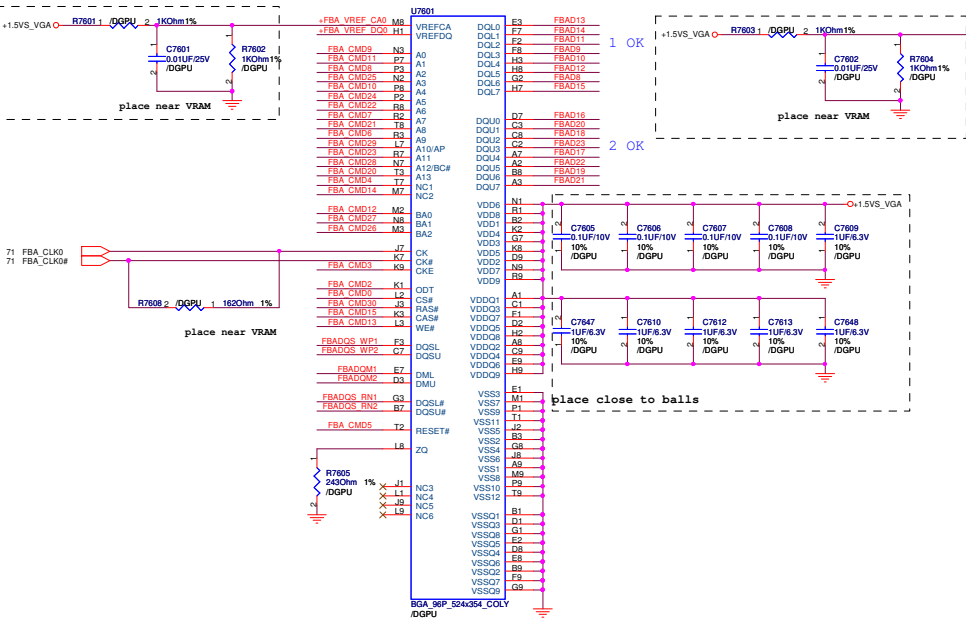 +1.5VS_VGA R7601 1 /DGPU 2 1KOhm1%
C7601
0.01UF/25V
/DGPU
R7602
1KOhm1%
/DGPU
place near VRAM
+FBA_VREF_CA0 M8 VREFCA
+FBA_VREF_DQ0 H1 VREFDQ
U7601
FBA_CMD9 N3 A0
FBA_CMD11 P7 A1
FBA_CMD8 P3 A2
FBA_CMD25 N2 A3
FBA_CMD10 P8 A4
FBA_CMD24 P2 A5
FBA_CMD22 R8 A6
FBA_CMD7 R2 A7
FBA_CMD21 T8 A8
FBA_CMD6 R3 A9
FBA_CMD29 L7 A10/AP
FBA_CMD23 R7 A11
FBA_CMD28 N7 A12/BC#
FBA_CMD20 T3 A13
FBA_CMD4 T7 NC1
FBA_CMD14 M7 NC2
FBA_CMD12 M2 BA0
FBA_CMD27 N8 BA1
FBA_CMD26 M3 BA2
71 FBA_CLK0 J7 CK
71 FBA_CLK0# K7 CK#
FBA_CMD3 K9 CKE
R7608 2 /DGPU 1 162Ohm 1%
place near VRAM
FBA_CMD2 K1 ODT
FBA_CMD0 L2 CS#
FBA_CMD30 J3 RAS#
FBA_CMD15 K3 CAS#
FBA_CMD13 L3 WE#
FBADQS_WP1 F3 DQSL
FBADQS_WP2 C7 DQSU
FBADQM1 E7 DML
FBADQM2 D3 DMU
FBADQS_RN1 G3 DQSL#
FBADQS_RN2 B7 DQSU#
FBA_CMD5 T2 RESET#
L8 ZQ
R7605
243Ohm 1%
/DGPU
J1 NC3
L1 NC4
J9 NC5
L9 NC6
DQL0 E3 FBAD13
DQL1 F7 FBAD14
DQL2 F2 FBAD11
DQL3 F8 FBAD9
DQL4 H3 FBAD10
DQL5 H8 FBAD12
DQL6 G2 FBAD8
DQL7 H7 FBAD15
1 OK
DQU0 D7 FBAD16
DQU1 C3 FBAD20
DQU2 C8 FBAD18
DQU3 C2 FBAD23
DQU4 A7 FBAD17
DQU5 A2 FBAD22
DQU6 B8 FBAD19
DQU7 A3 FBAD21
2 OK
VDD6 N1
VDD8 R1
VDD1 B2
VDD4 K2
VDD3 G7
VDD5 K8
VDD2 D9
VDD7 N9
VDD9 R9
VDDQ1 A1
VDDQ3 C1
VDDQ7 F1
VDDQ5 D2
VDDQ8 H2
VDDQ2 A8
VDDQ4 C9
VDDQ6 E9
VDDQ9 H9
VSS3 E1
VSS7 M1
VSS9 P1
VSS11 T1
VSS5 J2
VSS2 B3
VSS4 G8
VSS6 J8
VSS1 A9
VSS8 M9
VSS10 P9
VSS12 T9
VSSQ1 B1
VSSQ3 D1
VSSQ8 G1
VSSQ5 E2
VSSQ4 D8
VSSQ6 E8
VSSQ2 B9
VSSQ7 F9
VSSQ9 G9
BGA_96P_524x354_COLY
/DGPU
+1.5VS_VGA R7603 1 /DGPU 2 1KOhm1%
C7602
0.01UF/25V
/DGPU
R7604
1KOhm1%
/DGPU
place near VRAM
+1.5VS_VGA
C7605
0.1UF/10V
10%
/DGPU
C7606
0.1UF/10V
10%
/DGPU
C7607
0.1UF/10V
10%
/DGPU
C7608
0.1UF/10V
10%
/DGPU
C7609
1UF/6.3V
10%
/DGPU
C7647
1UF/6.3V
10%
/DGPU
C7610
1UF/6.3V
10%
/DGPU
C7612
1UF/6.3V
10%
/DGPU
C7613
1UF/6.3V
10%
/DGPU
C7648
1UF/6.3V
10%
/DGPU
place close to balls